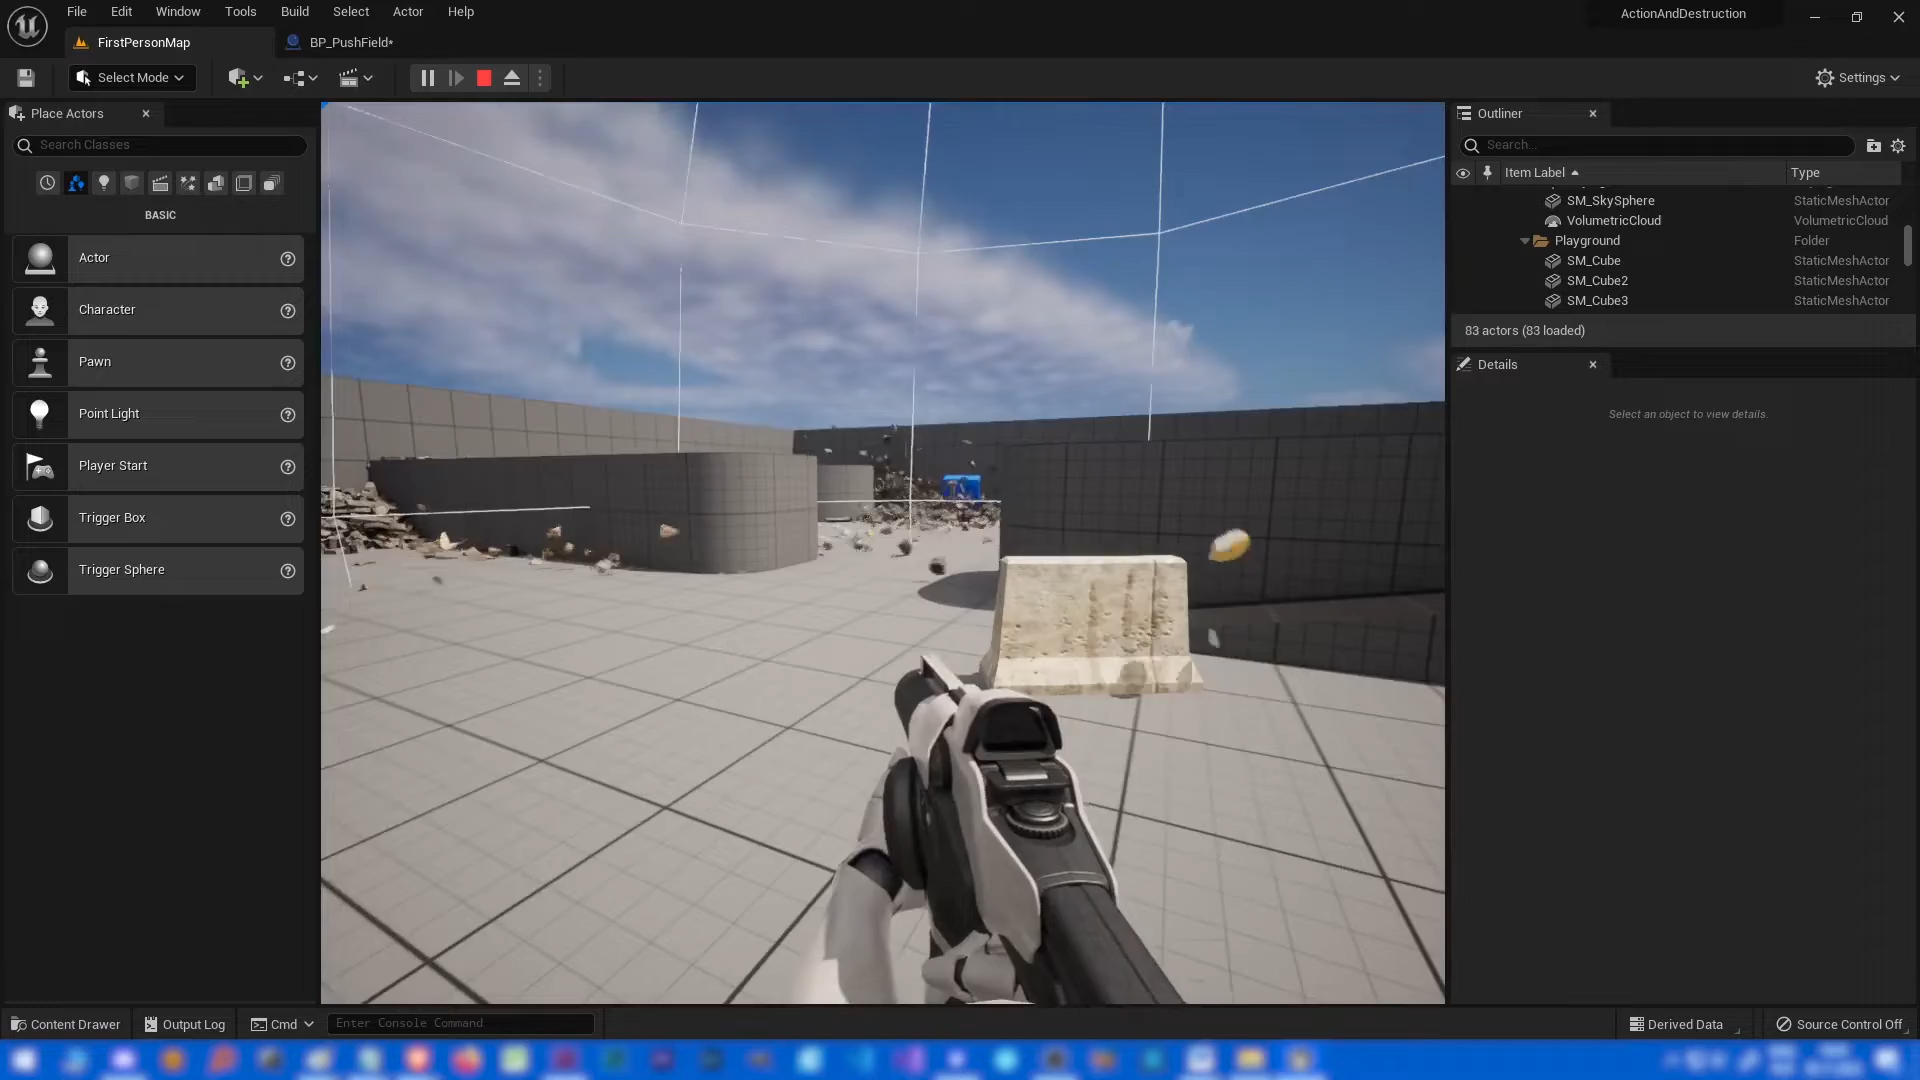 File Edit Window Tools Build Select Actor Help
ActionAndDestruction
FirstPersonMap
BP_PushField*
Select Mode
Settings
Place Actors
Outliner
Search Classes
Search...
Item Label Type
BASIC
SM_SkySphere StaticMeshActor
VolumetricCloud VolumetricCloud
Playground Folder
SM_Cube StaticMeshActor
SM_Cube2 StaticMeshActor
SM_Cube3 StaticMeshActor
83 actors (83 loaded)
Details
Select an object to view details.
Actor
Character
Pawn
Point Light
Player Start
Trigger Box
Trigger Sphere
Content Drawer Output Log Cmd Enter Console Command Derived Data Source Control Off